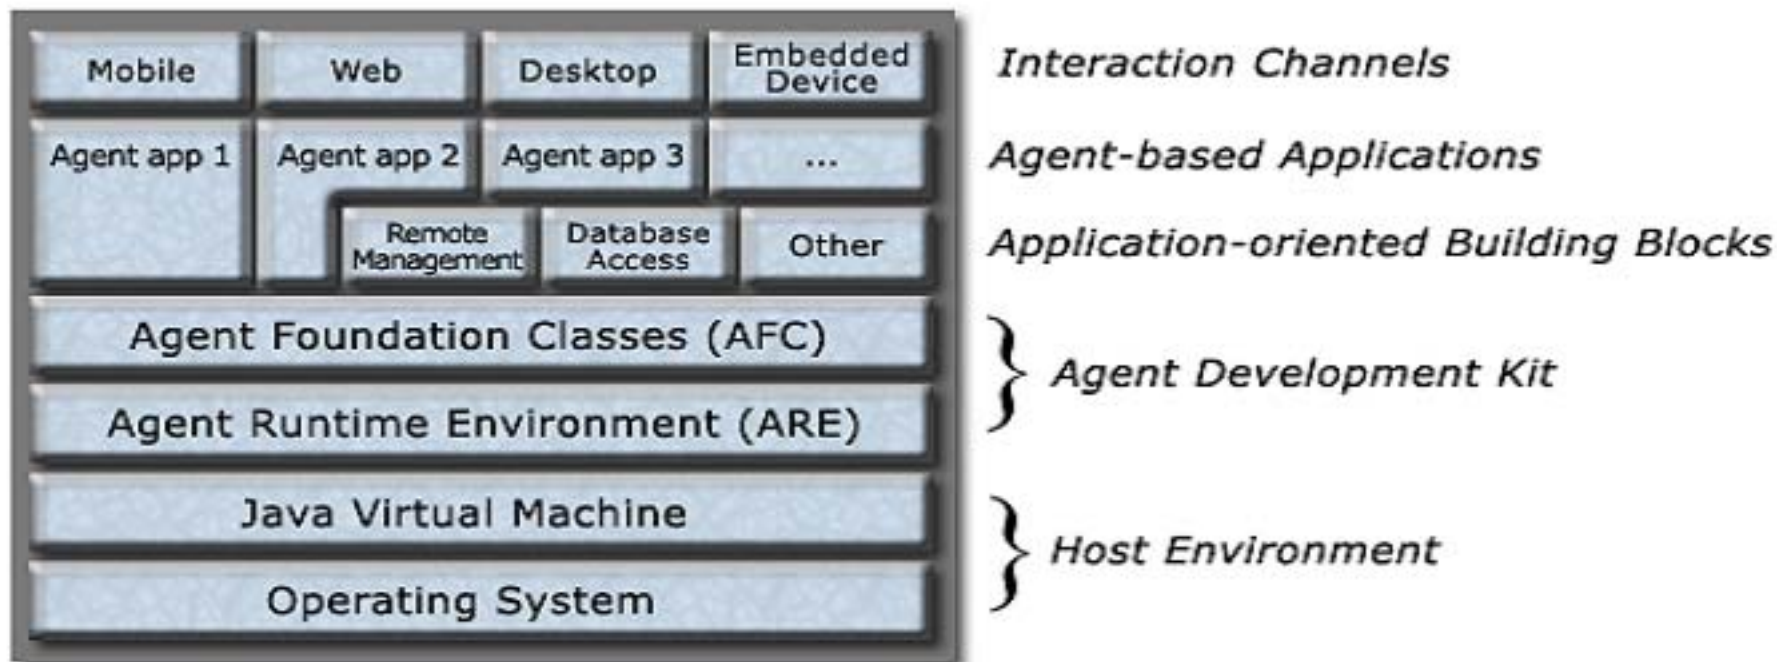 Mobile Web Desktop Embedded Device Interaction Channels
Agent app 1 Agent app 2 Agent app 3 ... Agent-based Applications
Remote Management Database Access Other Application-oriented Building Blocks
Agent Foundation Classes (AFC)
} Agent Development Kit
Agent Runtime Environment (ARE)
Java Virtual Machine
} Host Environment
Operating System